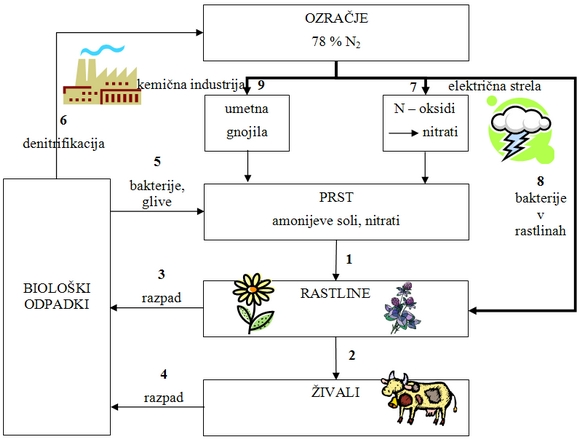 OZRAČJE
78 % N₂
kemična industrija
9
7
električna strela
6
denitrifikacija
umetna
gnojila
N – oksidi
nitrati
5
bakterije,
glive
8
bakterije
v
rastlinah
PRST
amonijeve soli, nitrati
1
BIOLOŠKI
ODPADKI
3
razpad
RASTLINE
2
4
razpad
ŽIVALI